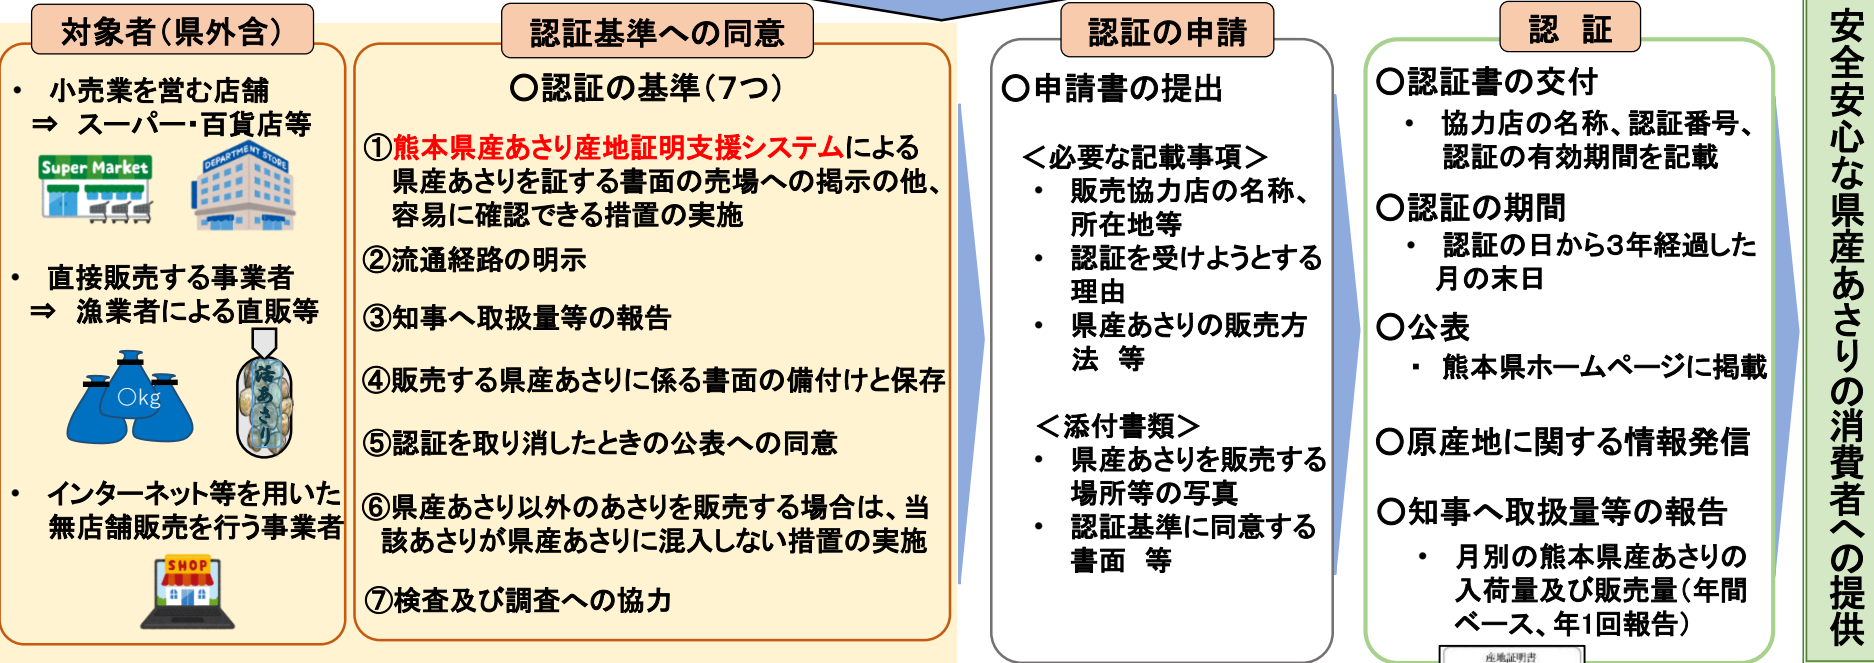 対象者（県外含）
・ 小売業を営む店舗
⇒ スーパー・百貨店等
Super Market
DEPARTMENT STORE
・ 直接販売する事業者
⇒ 漁業者による直販等
〇kg
活あさり
・ インターネット等を用いた
無店舗販売を行う事業者
SHOP
認証基準への同意
〇認証の基準（７つ）
①熊本県産あさり産地証明支援システムによる
県産あさりを証する書面の売場への掲示の他、
容易に確認できる措置の実施
②流通経路の明示
③知事へ取扱量等の報告
④販売する県産あさりに係る書面の備付けと保存
⑤認証を取り消したときの公表への同意
⑥県産あさり以外のあさりを販売する場合は、当
該あさりが県産あさりに混入しない措置の実施
⑦検査及び調査への協力
認証の申請
〇申請書の提出
＜必要な記載事項＞
・ 販売協力店の名称、
所在地等
・ 認証を受けようとする
理由
・ 県産あさりの販売方
法 等
＜添付書類＞
・ 県産あさりを販売する
場所等の写真
・ 認証基準に同意する
書面 等
認 証
〇認証書の交付
・ 協力店の名称、認証番号、
認証の有効期間を記載
〇認証の期間
・ 認証の日から３年経過した
月の末日
〇公表
・ 熊本県ホームページに掲載
〇原産地に関する情報発信
〇知事へ取扱量等の報告
・ 月別の熊本県産あさりの
入荷量及び販売量（年間
ベース、年1回報告）
産地証明書
安全安心な県産あさりの消費者への提供